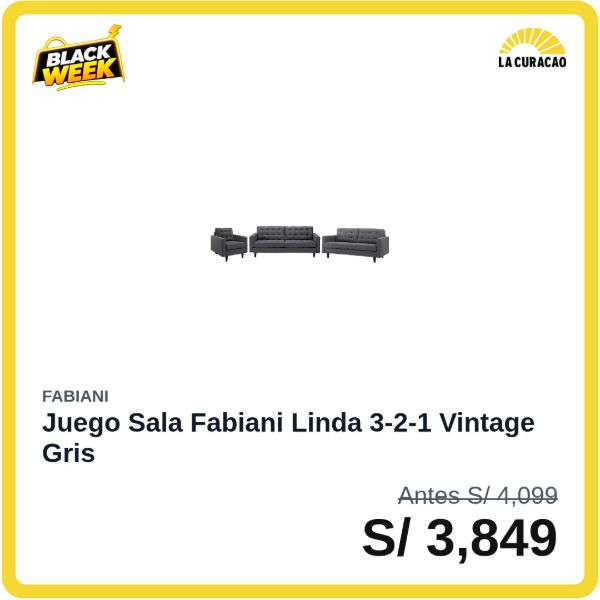 BLACK
WEEK
LA CURACAO
FABIANI
Juego Sala Fabiani Linda 3-2-1 Vintage
Gris
Antes S/ 4,099
S/ 3,849